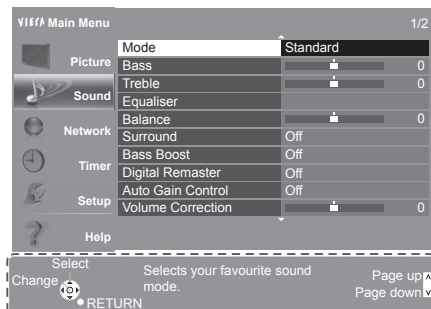 VIErA Main Menu 1/2
Picture
Sound
Network
Timer
Setup
Help
Mode Standard
Bass 0
Treble 0
Equaliser
Balance 0
Surround Off
Bass Boost Off
Digital Remaster Off
Auto Gain Control Off
Volume Correction 0
Select
Change
RETURN
Selects your favourite sound
mode.
Page up
Page down